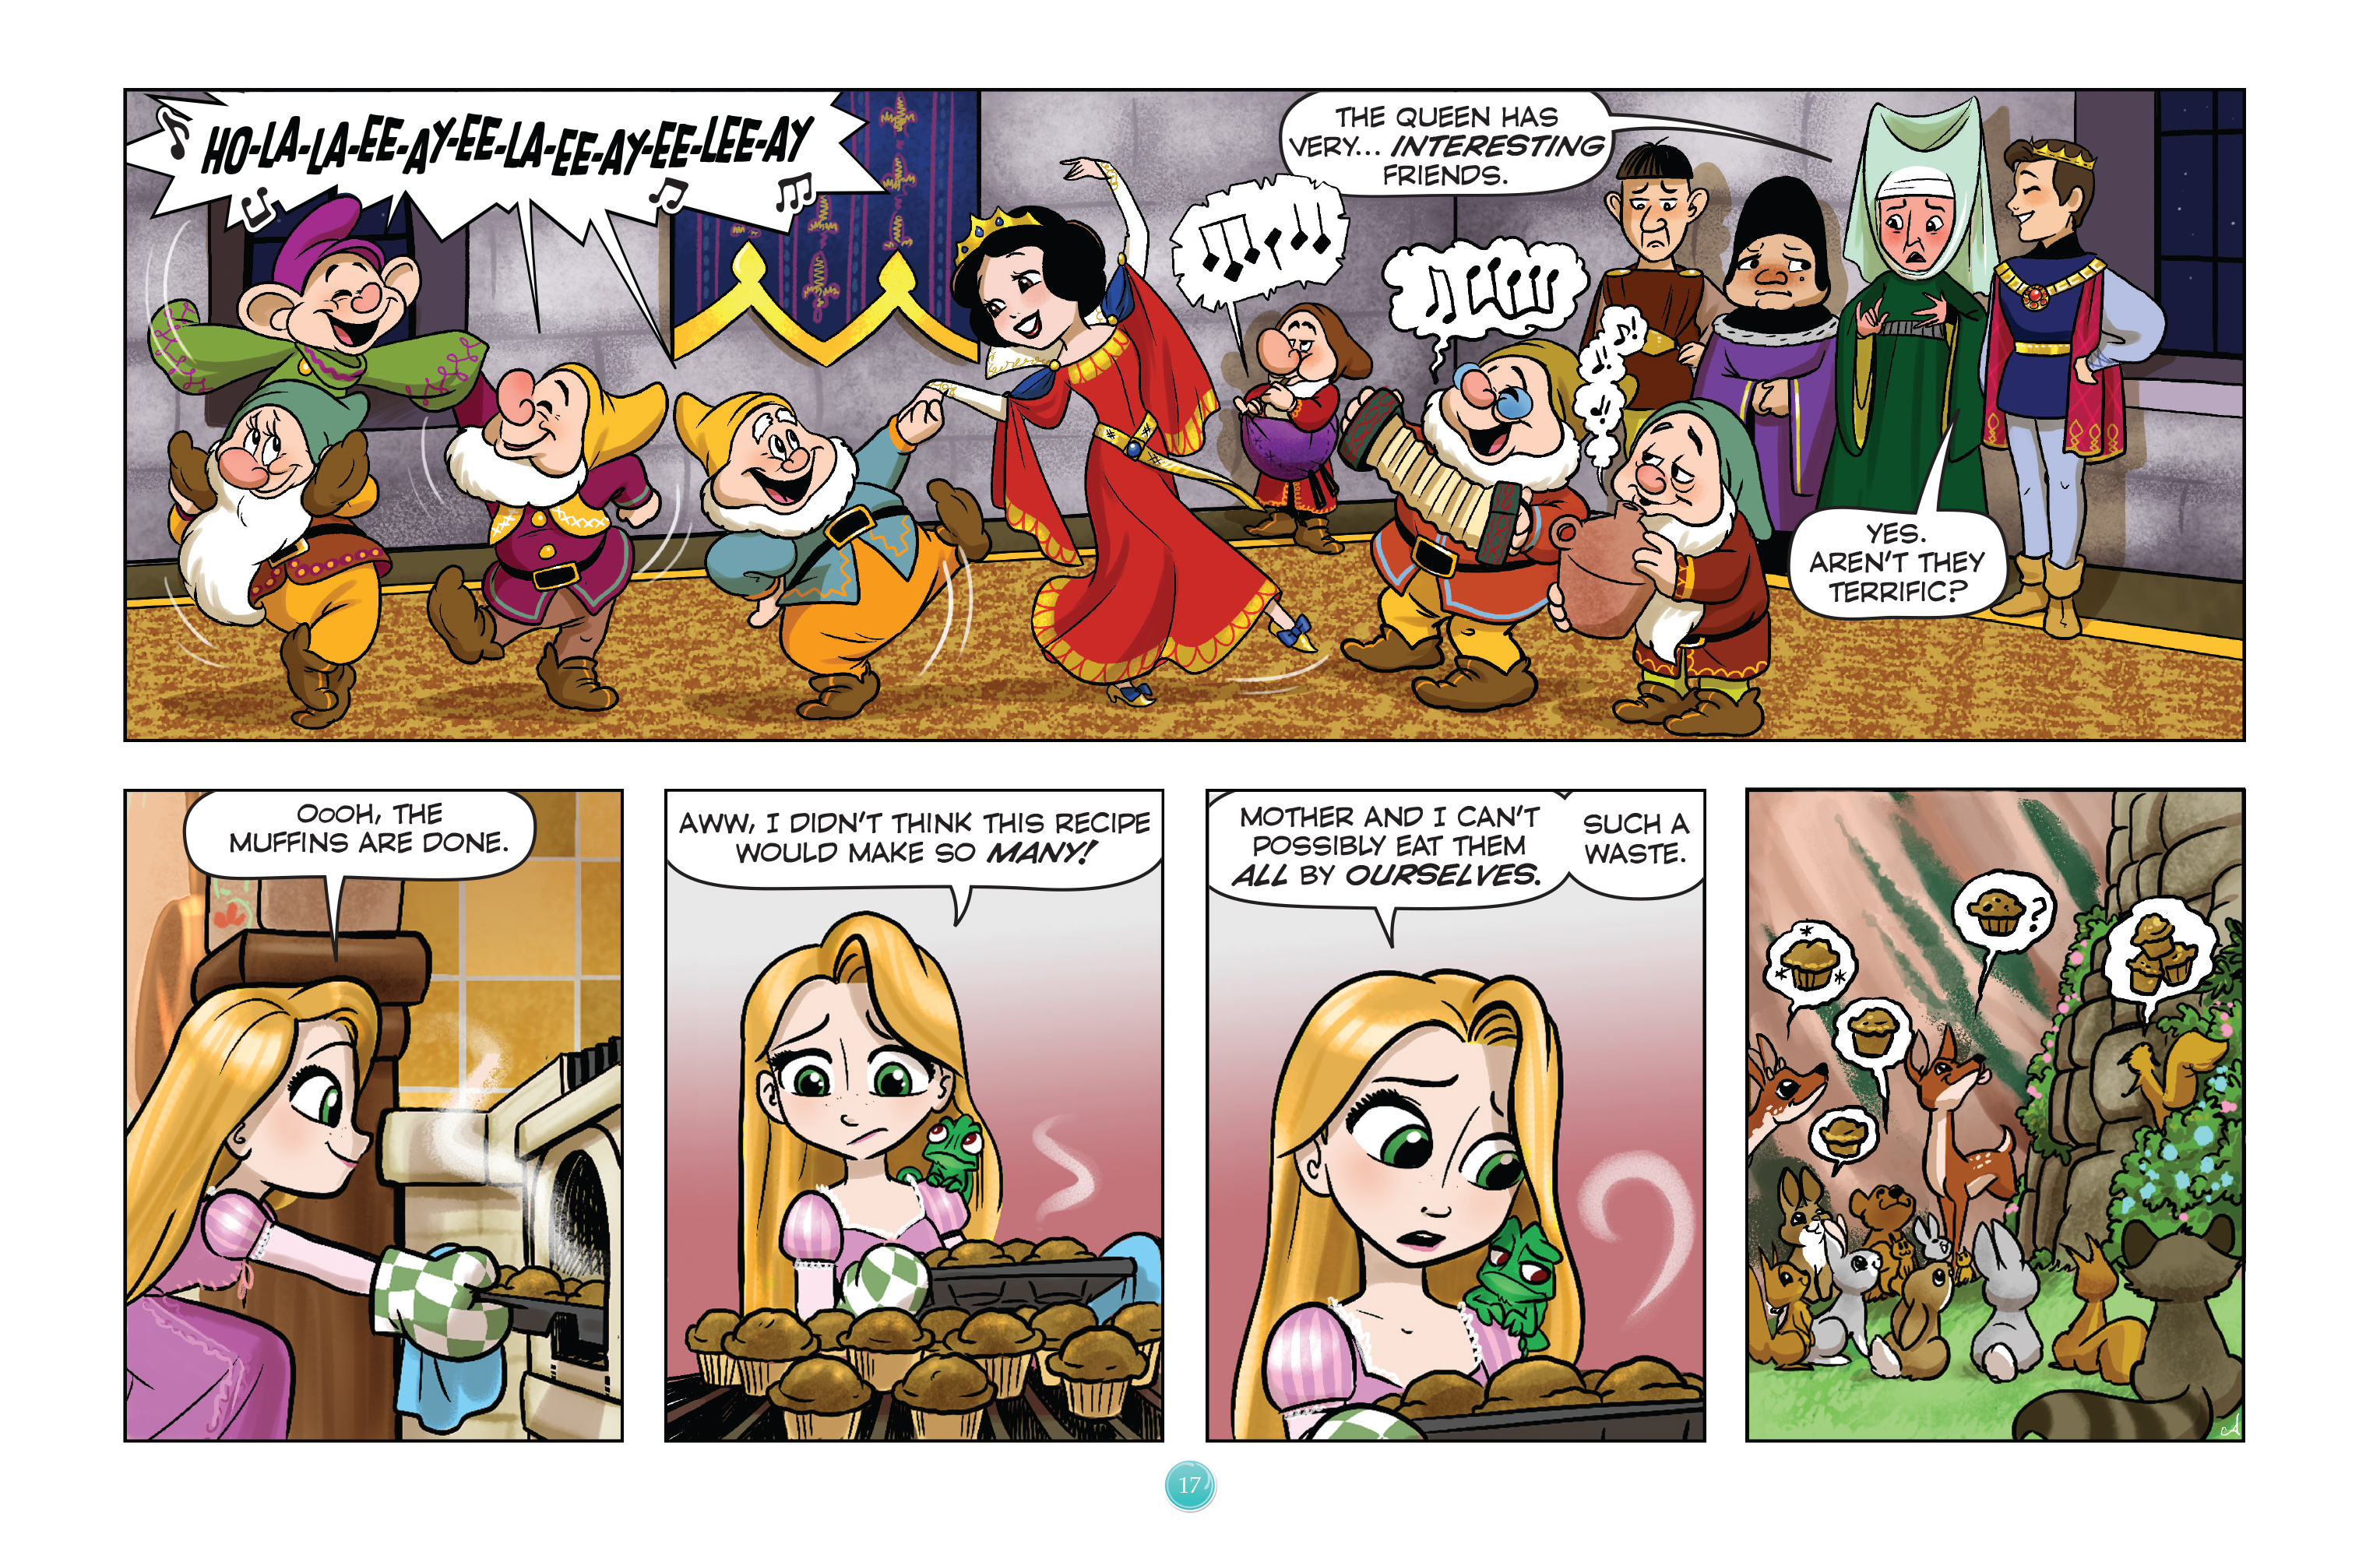 HO-LA-LA-EE-AY-EE-LA-EE-AY-EE-LEE-AY
THE QUEEN HAS
VERY... INTERESTING
FRIENDS.
YES.
AREN'T THEY
TERRIFIC?
OOOH, THE
MUFFINS ARE DONE.
AWW, I DIDN'T THINK THIS RECIPE
WOULD MAKE SO MANY!
MOTHER AND I CAN'T
POSSIBLY EAT THEM
ALL BY OURSELVES.
SUCH A
WASTE.
?
CA
17